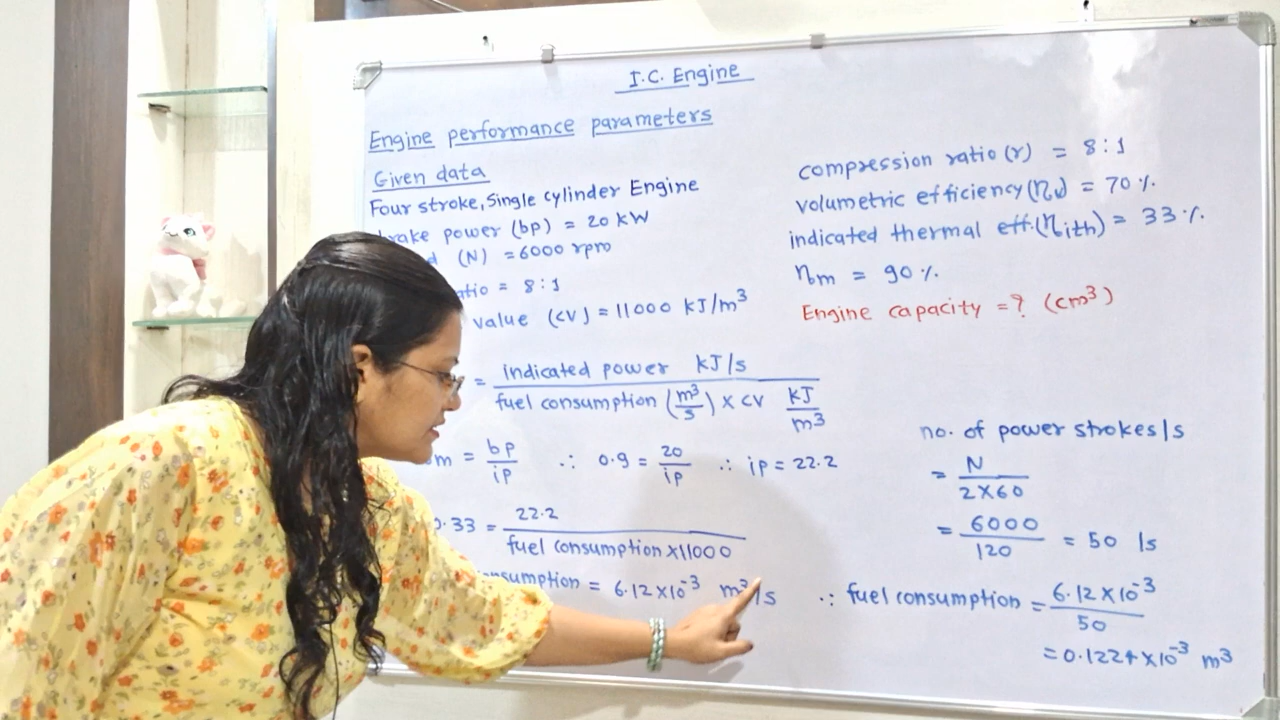 I.C. Engine
Engine performance parameters
Given data
Four stroke, Single cylinder Engine
brake power (bp) = 20 KW
(N) = 6000 rpm
= 8:1
value (CV) = 11000 KJ/m³
compression ratio (r) = 8:1
volumetric efficiency (ηv) = 70 %.
indicated thermal eff. (ηith) = 33 %.
ηm = 90 %.
Engine capacity = ? (cm³)
= indicated power KJ/s
fuel consumption (m³/s) × CV KJ/m³
m = bp/ip ∴ 0.9 = 20/ip ∴ ip = 22.2
0.33 = 22.2
fuel consumption × 11000
= 6.12 × 10⁻³ m³/s
no. of power strokes/s
= N
2×60
= 6000/120 = 50 /s
∴ fuel consumption = 6.12 × 10⁻³
50
= 0.1224 × 10⁻³ m³